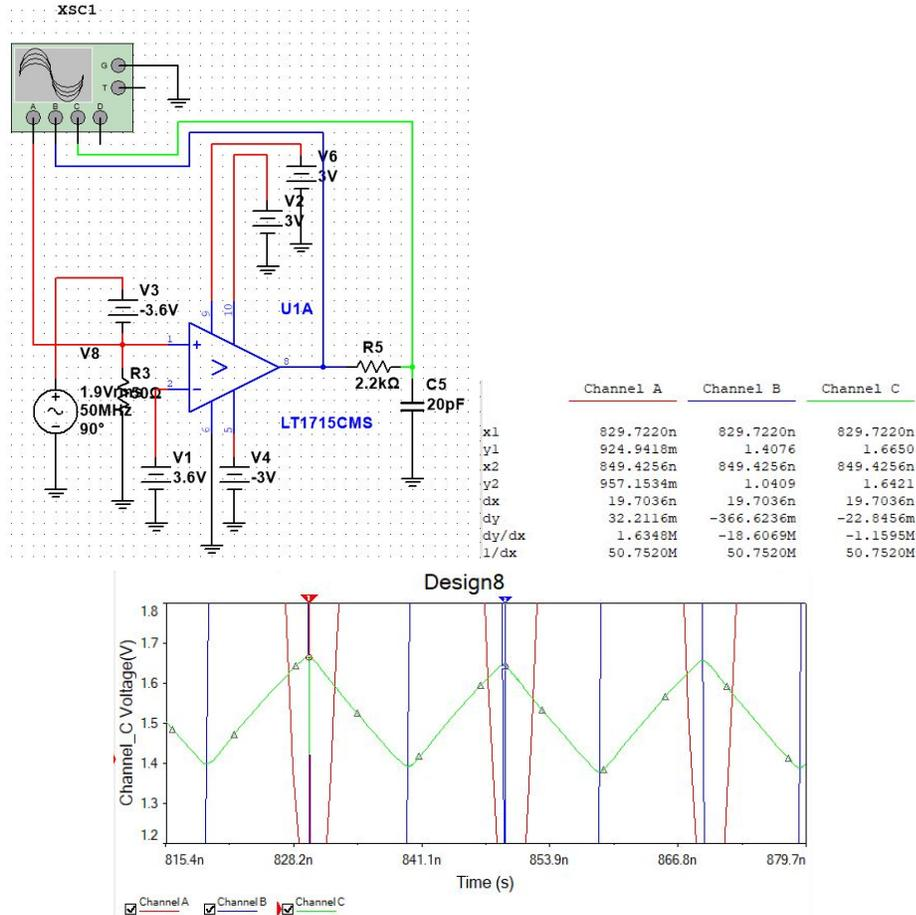 XSC1
G
T
A B C D
V6
3V
V2
3V
V3
-3.6V
9
10
U1A
1
V8
8
R5
2.2kΩ
R3
50Ω
2
1.9Vrms
50MHz
90°
C5
20pF
LT1715CMS
6
5
V1
3.6V
V4
-3V
Channel A Channel B Channel C
x1 829.7220n 829.7220n 829.7220n
y1 924.9418m 1.4076 1.6650
x2 849.4256n 849.4256n 849.4256n
y2 957.1534m 1.0409 1.6421
dx 19.7036n 19.7036n 19.7036n
dy 32.2116m -366.6236m -22.8456m
dy/dx 1.6348M -18.6069M -1.1595M
1/dx 50.7520M 50.7520M 50.7520M
Design8
Channel_C Voltage(V)
1.8
1.7
1.6
1.5
1.4
1.3
1.2
815.4n 828.2n 841.1n 853.9n 866.8n 879.7n
Time (s)
Channel A Channel B Channel C